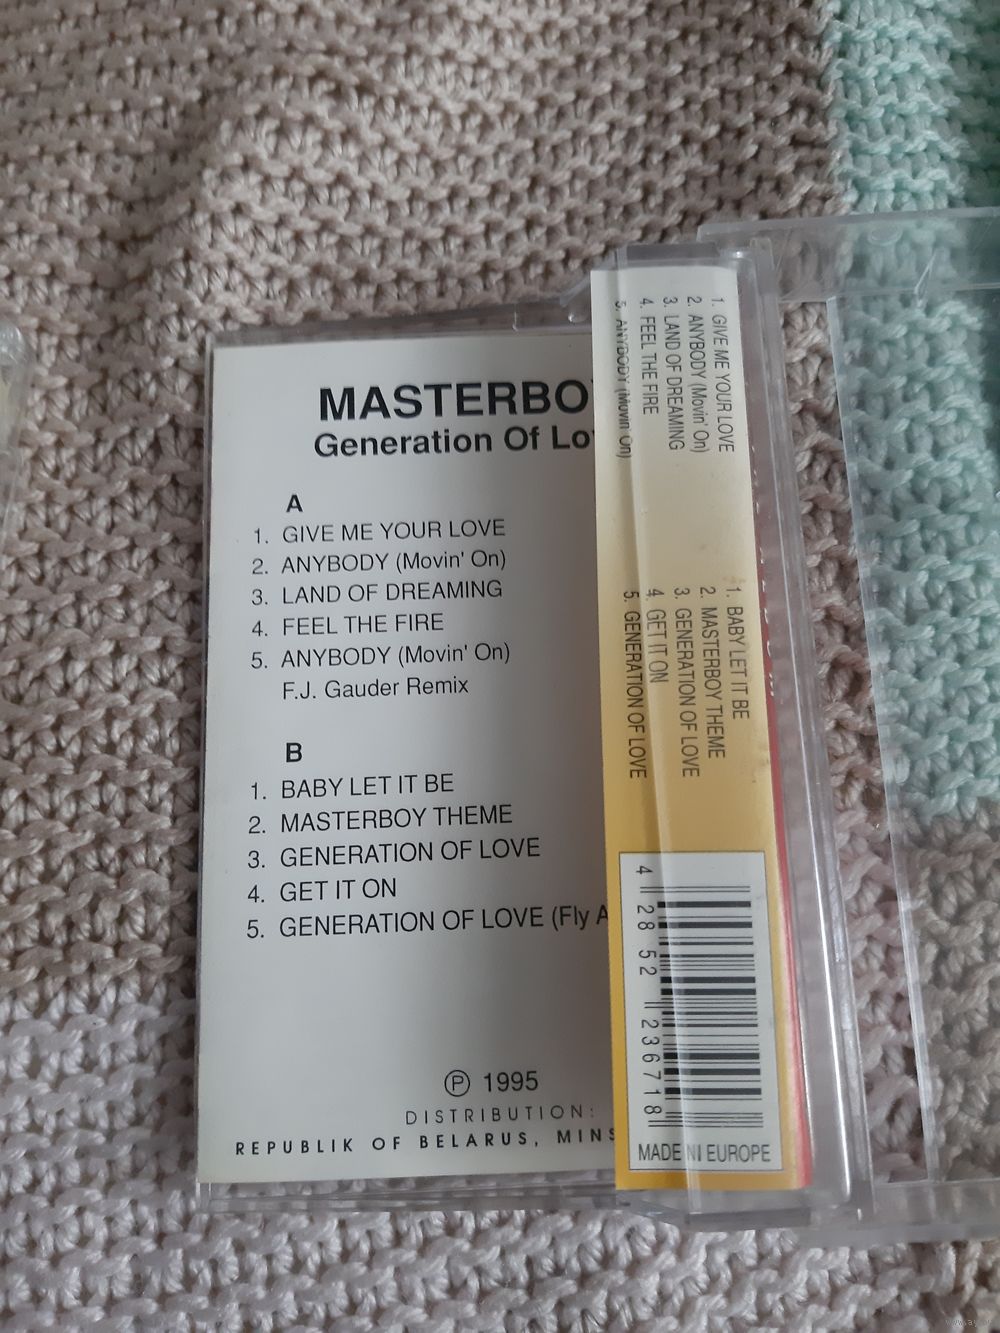 MASTERBO
Generation Of Lo
A
1. GIVE ME YOUR LOVE
2. ANYBODY (Movin' On)
3. LAND OF DREAMING
4. FEEL THE FIRE
5. ANYBODY (Movin' On)
F.J. Gauder Remix
B
1. BABY LET IT BE
2. MASTERBOY THEME
3. GENERATION OF LOVE
4. GET IT ON
5. GENERATION OF LOVE (Fly A
Ⓟ 1995
DISTRIBUTION:
REPUBLIK OF BELARUS, MINS
1. GIVE ME YOUR LOVE
2. ANYBODY (Movin' On)
3. LAND OF DREAMING
4. FEEL THE FIRE
5. ANYBODY (Movin' On)
1. BABY LET IT BE
2. MASTERBOY THEME
3. GENERATION OF LOVE
4. GET IT ON
5. GENERATION OF LOVE
4 28 52 236718
MADE NI EUROPE